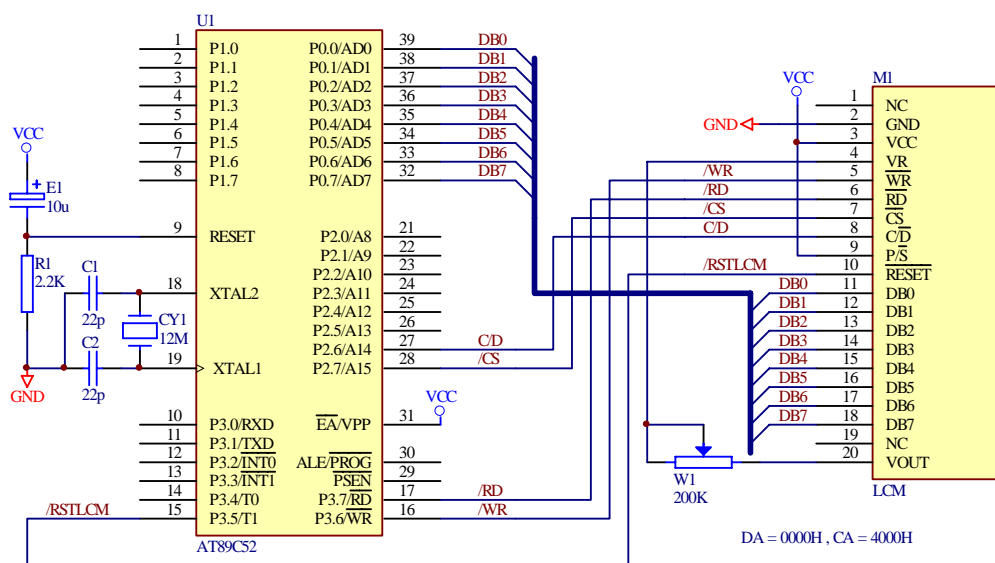 U1
AT89C52
1 P1.0
2 P1.1
3 P1.2
4 P1.3
5 P1.4
6 P1.5
7 P1.6
8 P1.7
9 RESET
18 XTAL2
19 XTAL1
10 P3.0/RXD
11 P3.1/TXD
12 P3.2/INT0
13 P3.3/INT1
14 P3.4/T0
15 P3.5/T1
P0.0/AD0 39 DB0
P0.1/AD1 38 DB1
P0.2/AD2 37 DB2
P0.3/AD3 36 DB3
P0.4/AD4 35 DB4
P0.5/AD5 34 DB5
P0.6/AD6 33 DB6
P0.7/AD7 32 DB7
P2.0/A8 21
P2.1/A9 22
P2.2/A10 23
P2.3/A11 24
P2.4/A12 25
P2.5/A13 26
P2.6/A14 27 C/D
P2.7/A15 28 /CS
EA/VPP 31
VCC
ALE/PROG 30
PSEN 29
P3.7/RD 17 /RD
P3.6/WR 16 /WR
VCC
E1
10u
R1
2.2K
C1
22p
C2
22p
CY1
12M
GND
/RSTLCM
M1
LCM
VCC
GND
1 NC
2 GND
3 VCC
4 VR
/WR 5 WR
/RD 6 RD
/CS 7 CS
C/D 8 C/D
9 P/S
/RSTLCM 10 RESET
DB0 11 DB0
DB1 12 DB1
DB2 13 DB2
DB3 14 DB3
DB4 15 DB4
DB5 16 DB5
DB6 17 DB6
DB7 18 DB7
19 NC
20 VOUT
W1
200K
DA = 0000H , CA = 4000H